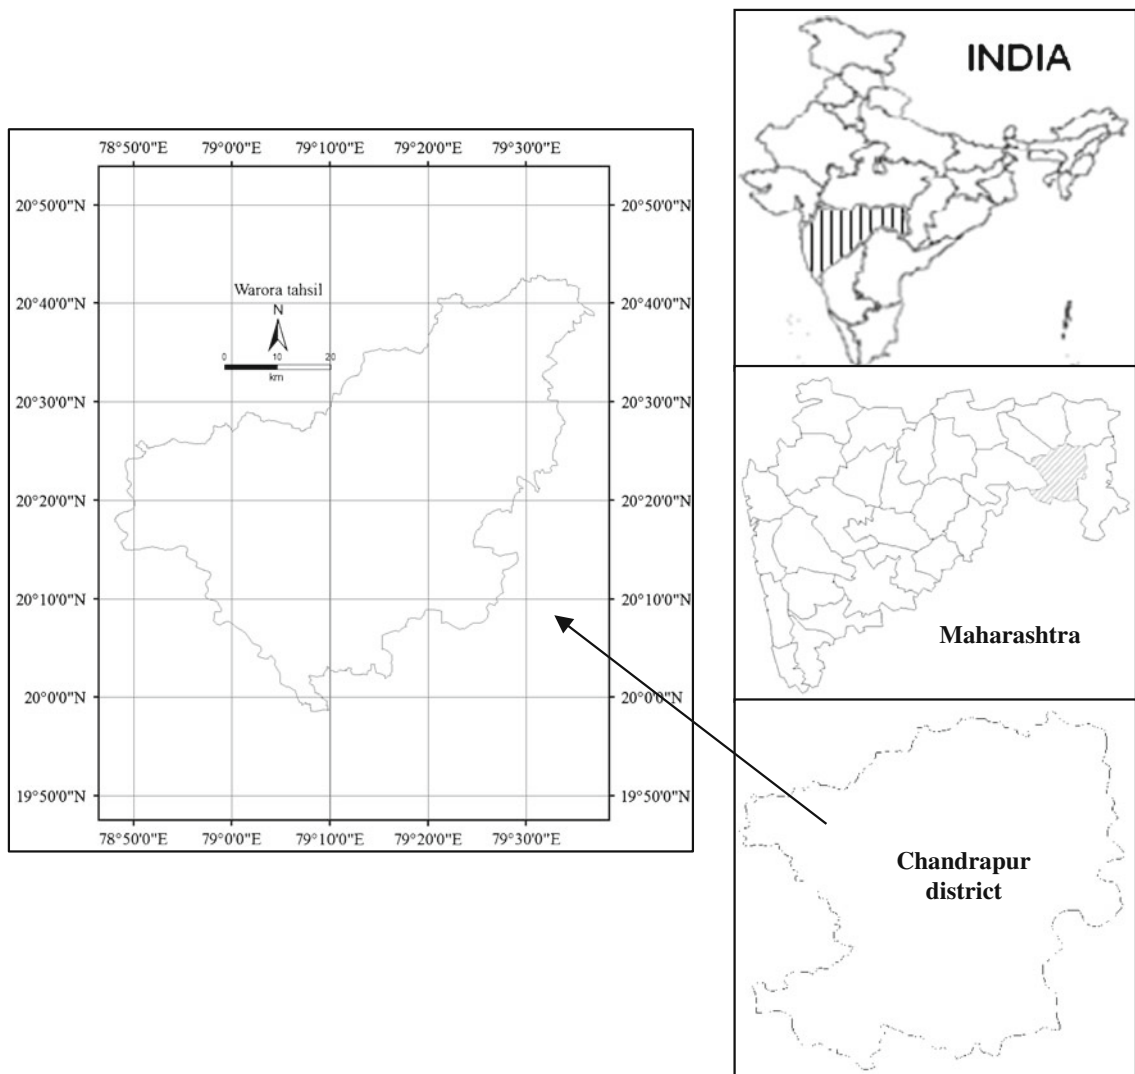 INDIA
78°50'0"E 79°0'0"E 79°10'0"E 79°20'0"E 79°30'0"E
20°50'0"N 20°50'0"N
Warora tahsil
N
20°40'0"N 20°40'0"N
0 10 20
km
20°30'0"N 20°30'0"N
20°20'0"N 20°20'0"N
20°10'0"N 20°10'0"N
Maharashtra
20°0'0"N 20°0'0"N
19°50'0"N 19°50'0"N
78°50'0"E 79°0'0"E 79°10'0"E 79°20'0"E 79°30'0"E
Chandrapur
district